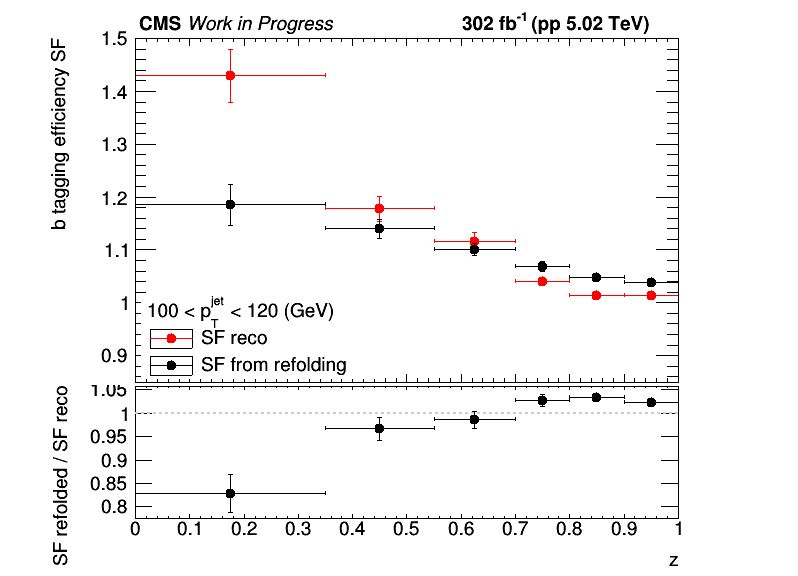 CMS Work in Progress 302 fb-1 (pp 5.02 TeV)
b tagging efficiency SF
1.5
1.4
1.3
1.2
1.1
1
0.9
100 < pTjet < 120 (GeV)
SF reco
SF from refolding
SF refolded / SF reco
1.05
1
0.95
0.9
0.85
0.8
0 0.1 0.2 0.3 0.4 0.5 0.6 0.7 0.8 0.9 1
z